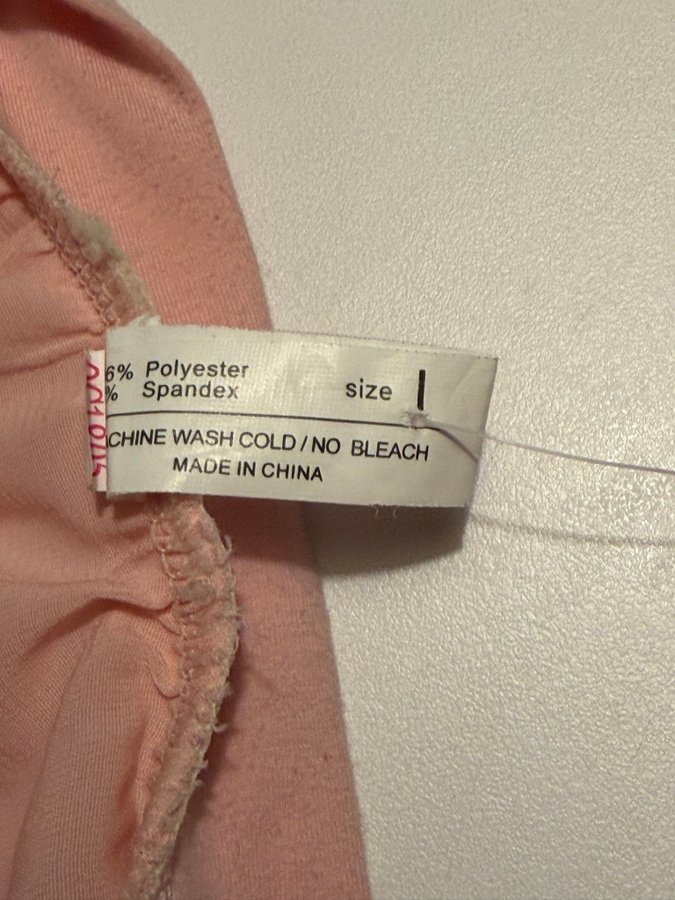 6% Polyester
% Spandex
size
CHINE WASH COLD / NO BLEACH
MADE IN CHINA